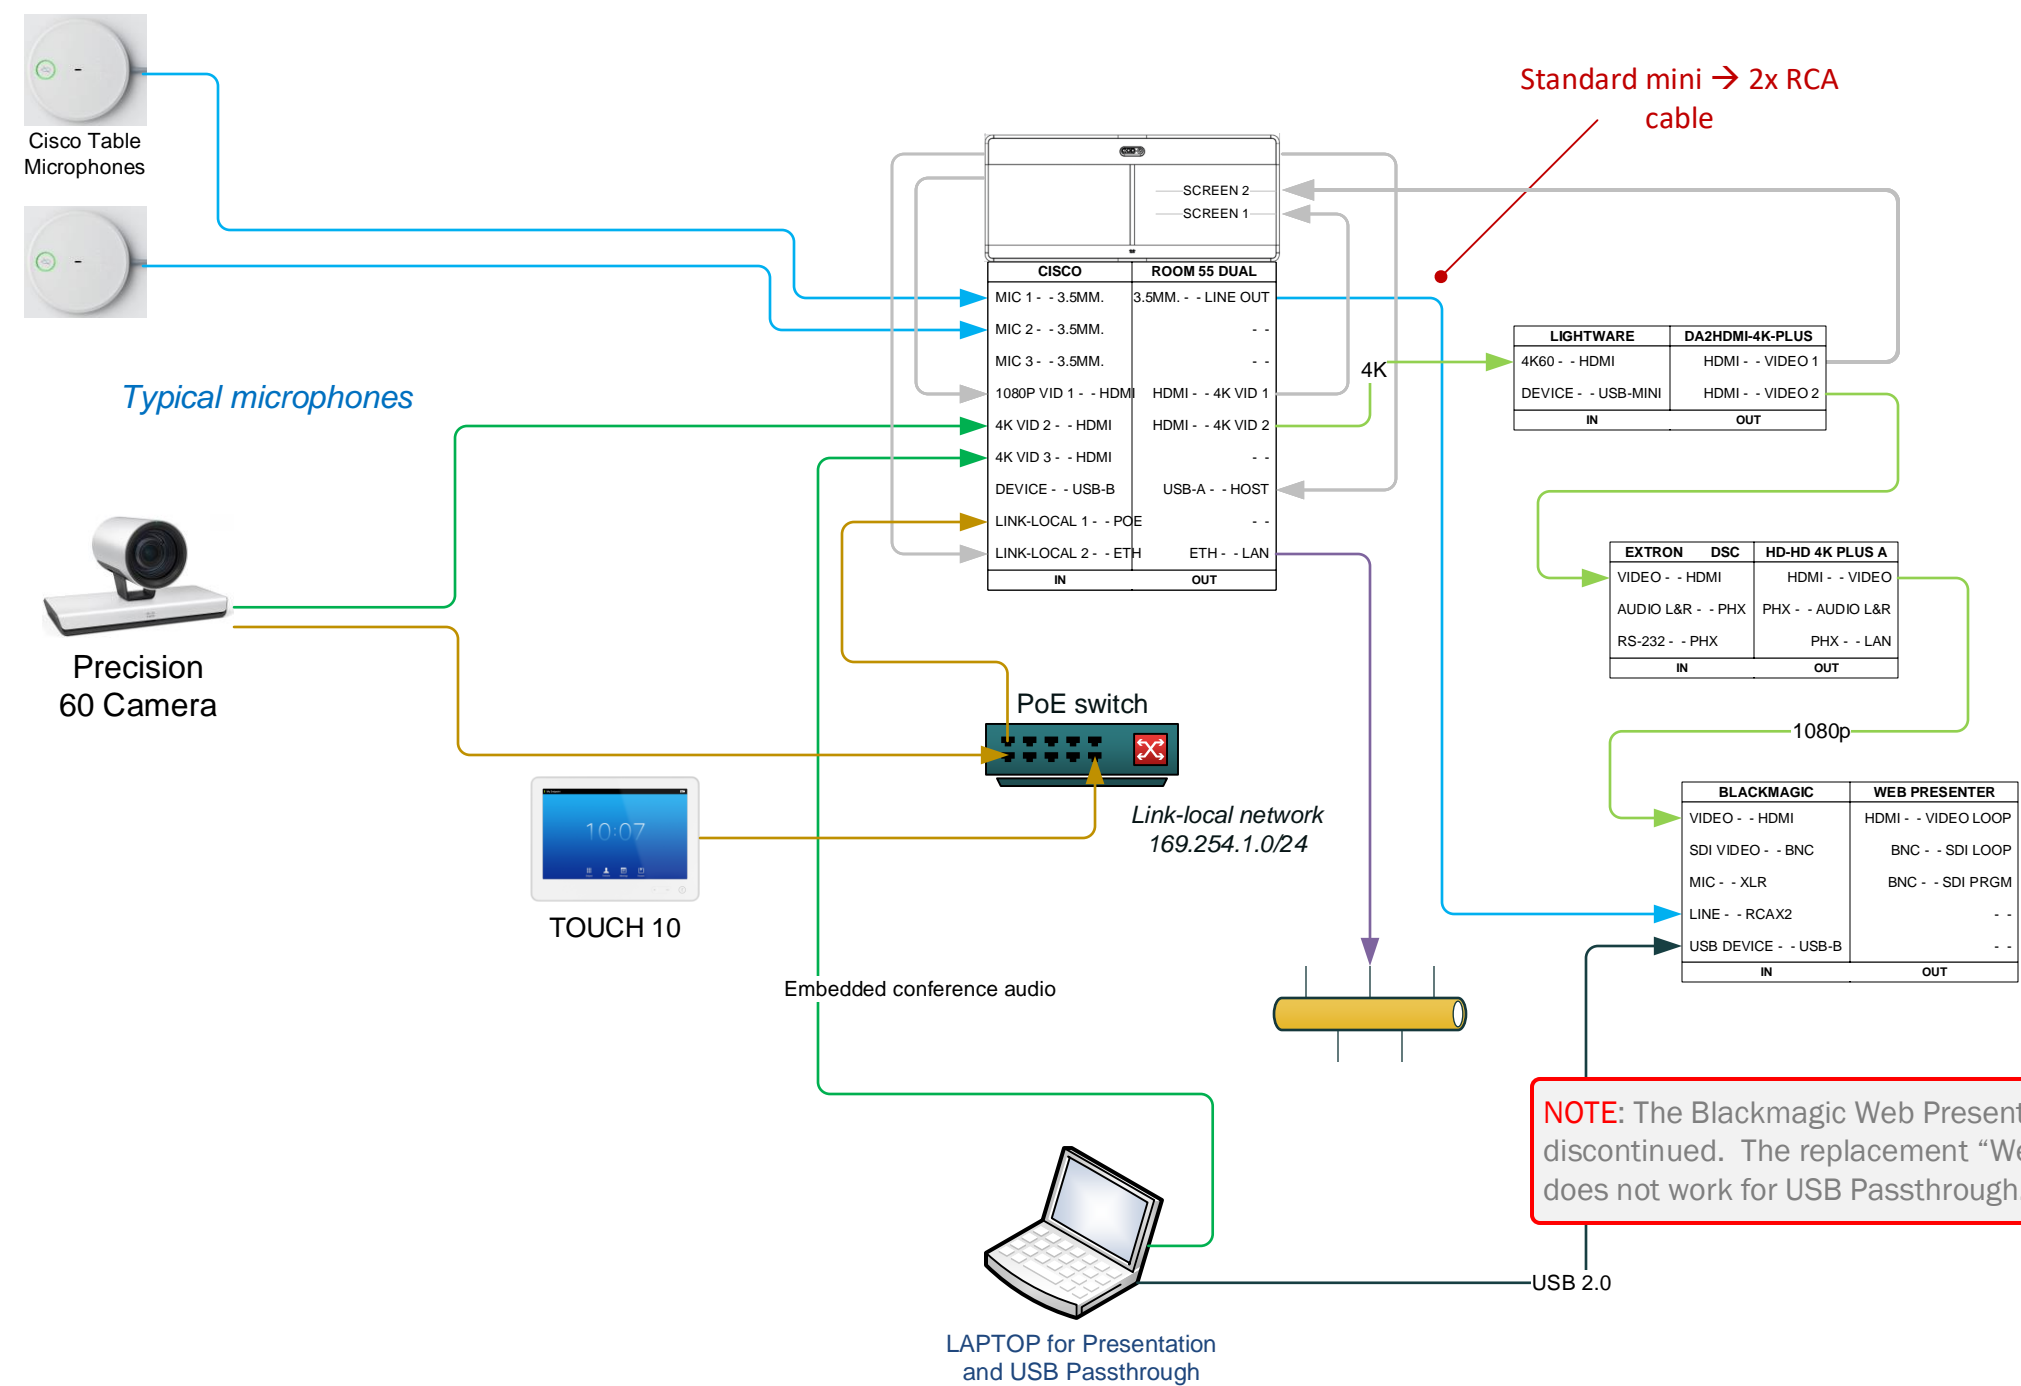 Standard mini → 2x RCA
cable
Cisco Table
Microphones
Typical microphones
Precision
60 Camera
SCREEN 2
SCREEN 1
CISCO ROOM 55 DUAL
MIC 1 - - 3.5MM. 3.5MM. - - LINE OUT
MIC 2 - - 3.5MM. - -
MIC 3 - - 3.5MM. - -
1080P VID 1 - - HDMI HDMI - - 4K VID 1
4K VID 2 - - HDMI HDMI - - 4K VID 2
4K VID 3 - - HDMI - -
DEVICE - - USB-B USB-A - - HOST
LINK-LOCAL 1 - - POE - -
LINK-LOCAL 2 - - ETH ETH - - LAN
IN OUT
4K
LIGHTWARE DA2HDMI-4K-PLUS
4K60 - - HDMI HDMI - - VIDEO 1
DEVICE - - USB-MINI HDMI - - VIDEO 2
IN OUT
EXTRON DSC HD-HD 4K PLUS A
VIDEO - - HDMI HDMI - - VIDEO
AUDIO L&R - - PHX PHX - - AUDIO L&R
RS-232 - - PHX PHX - - LAN
IN OUT
1080p
BLACKMAGIC WEB PRESENTER
VIDEO - - HDMI HDMI - - VIDEO LOOP
SDI VIDEO - - BNC BNC - - SDI LOOP
MIC - - XLR BNC - - SDI PRGM
LINE - - RCAX2 - -
USB DEVICE - - USB-B - -
IN OUT
PoE switch
Link-local network
169.254.1.0/24
10:07
TOUCH 10
Embedded conference audio
NOTE: The Blackmagic Web Present
discontinued. The replacement “We
does not work for USB Passthrough.
USB 2.0
LAPTOP for Presentation
and USB Passthrough